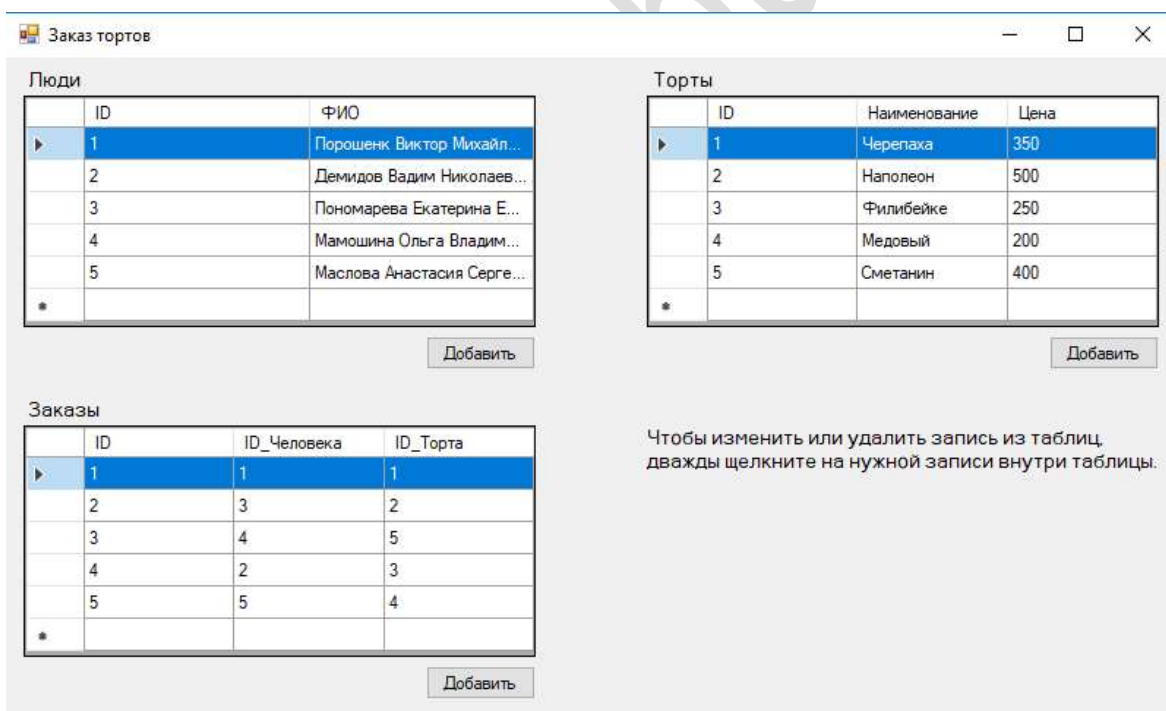 Заказ тортов
Люди
ID ФИО
1 Порошенк Виктор Михайл...
2 Демидов Вадим Николаев...
3 Пономарева Екатерина Е...
4 Мамошина Ольга Владим...
5 Маслова Анастасия Серге...
Добавить
Торты
ID Наименование Цена
1 Черепаха 350
2 Наполеон 500
3 Филибейке 250
4 Медовый 200
5 Сметанин 400
Добавить
Заказы
ID ID_Человека ID_Торта
1 1 1
2 3 2
3 4 5
4 2 3
5 5 4
Добавить
Чтобы изменить или удалить запись из таблиц,
дважды щелкните на нужной записи внутри таблицы.